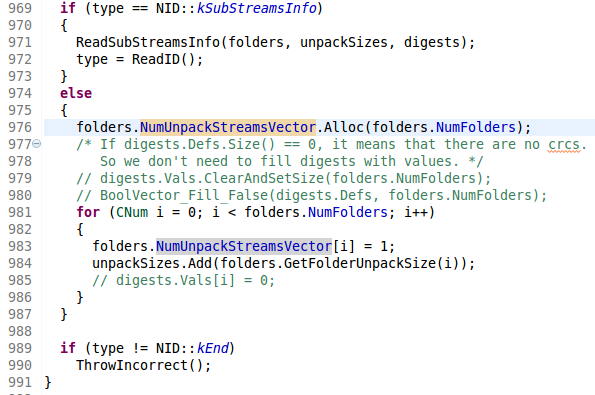 969 if (type == NID::kSubStreamsInfo)
970 {
971 ReadSubStreamsInfo(folders, unpackSizes, digests);
972 type = ReadID();
973 }
974 else
975 {
976 folders.NumUnpackStreamsVector.Alloc(folders.NumFolders);
977 /* If digests.Defs.Size() == 0, it means that there are no crcs.
978 So we don't need to fill digests with values. */
979 // digests.Vals.ClearAndSetSize(folders.NumFolders);
980 // BoolVector_Fill_False(digests.Defs, folders.NumFolders);
981 for (CNum i = 0; i < folders.NumFolders; i++)
982 {
983 folders.NumUnpackStreamsVector[i] = 1;
984 unpackSizes.Add(folders.GetFolderUnpackSize(i));
985 // digests.Vals[i] = 0;
986 }
987 }
988
989 if (type != NID::kEnd)
990 ThrowIncorrect();
991 }